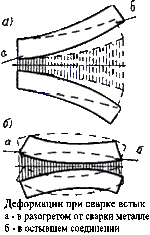 а)
б
а
б)
а
б
Деформации при сварке встык
а - в разогретом от сварки металле
б - в остывшем соединении